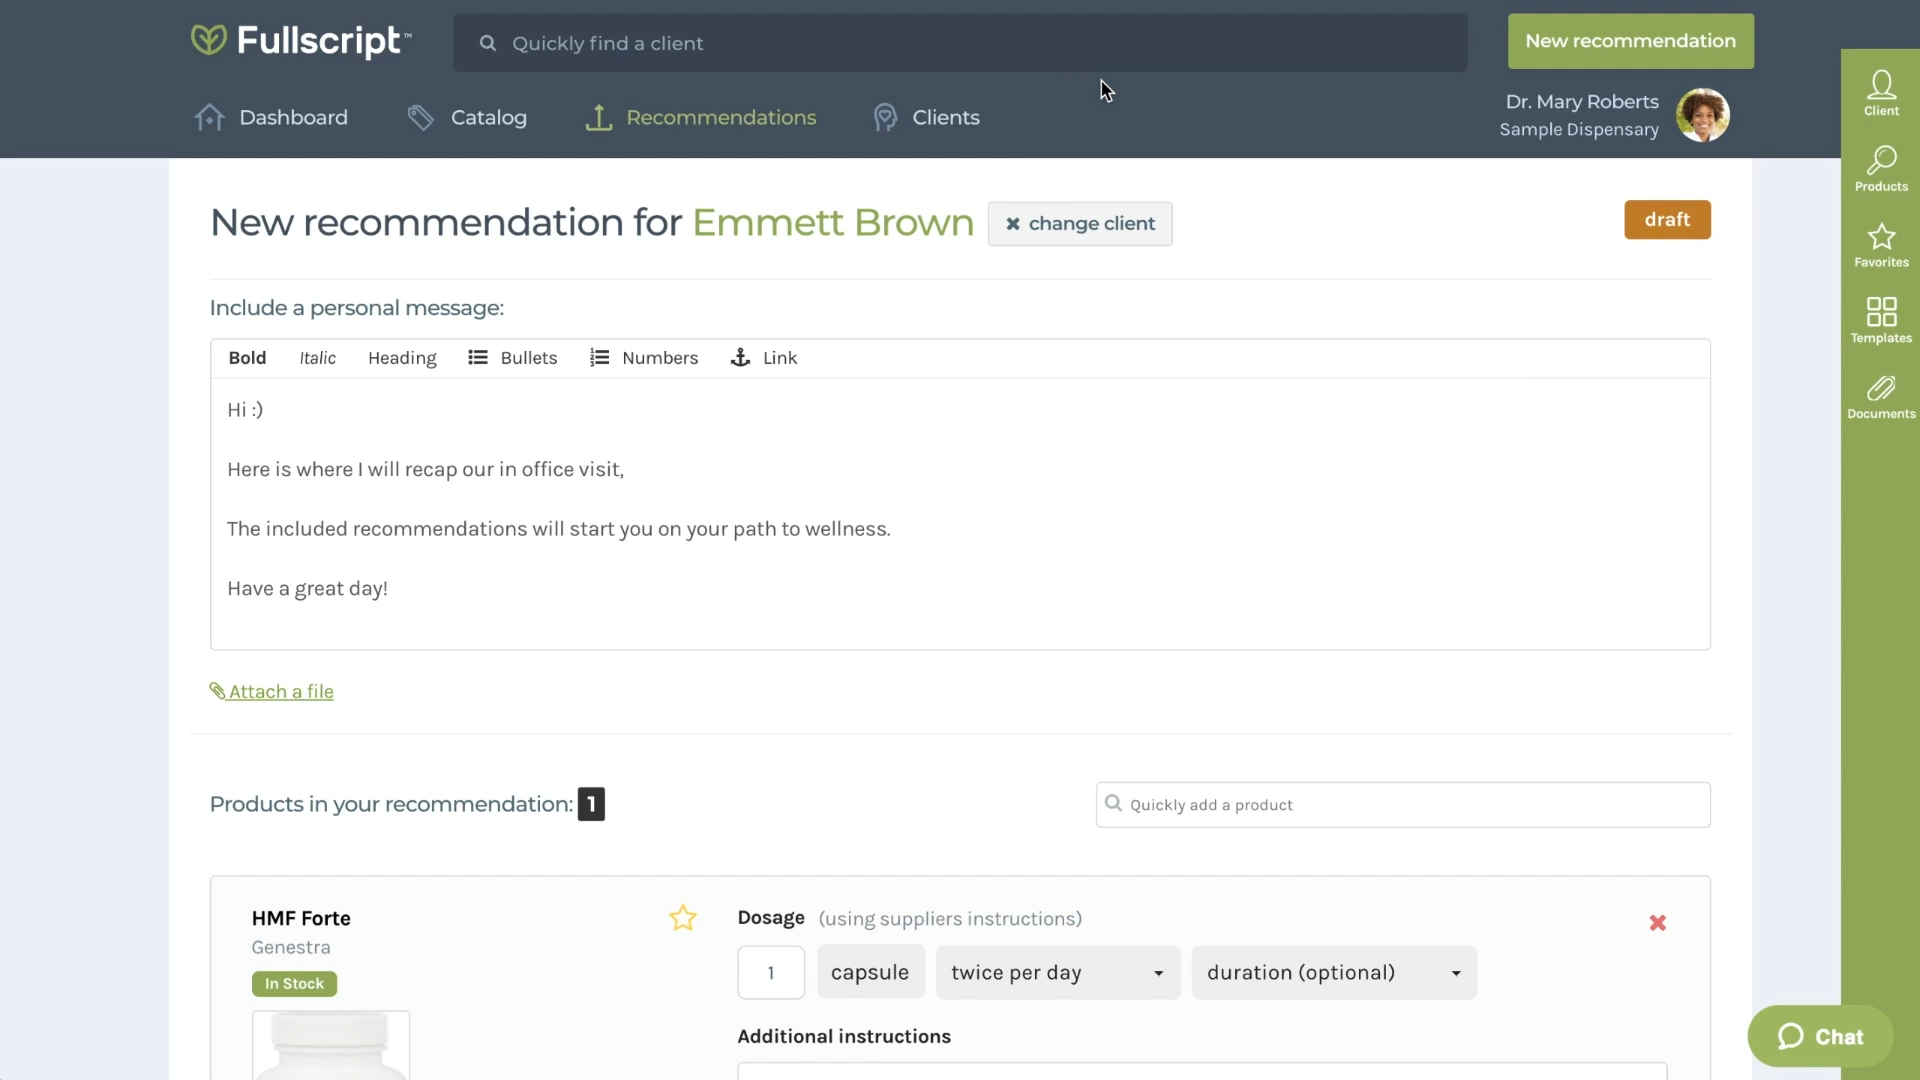 Fullscript™
Quickly find a client
New recommendation
Dashboard
Catalog
Recommendations
Clients
Dr. Mary Roberts
Sample Dispensary
Client
Products
Favorites
Templates
Documents
New recommendation for Emmett Brown
change client
draft
Include a personal message:
Bold Italic Heading Bullets Numbers Link
Hi :)
Here is where I will recap our in office visit,
The included recommendations will start you on your path to wellness.
Have a great day!
Attach a file
Products in your recommendation: 1
Quickly add a product
HMF Forte
Genestra
In Stock
Dosage (using suppliers instructions)
1 capsule twice per day duration (optional)
Additional instructions
Chat